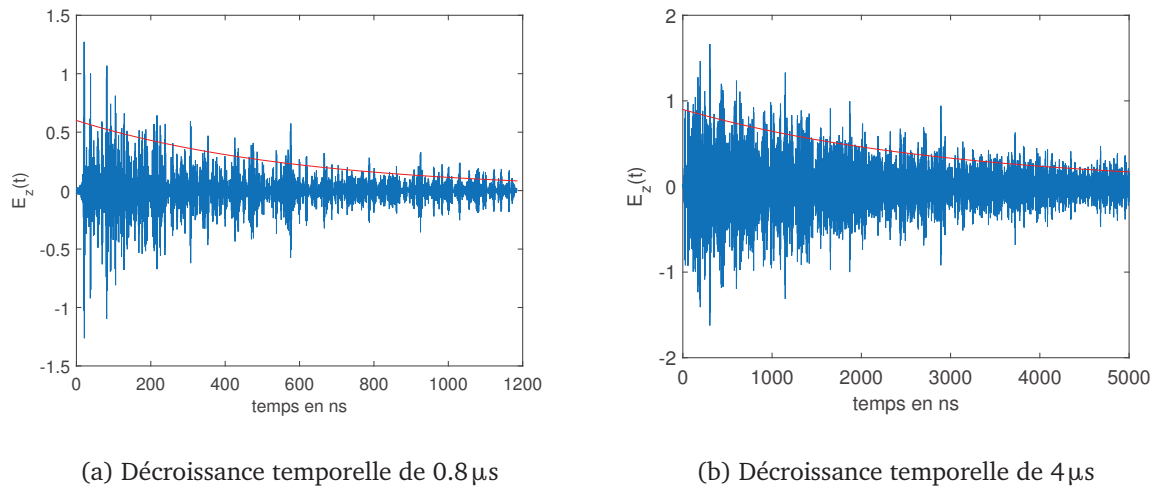 1.5
1
0.5
0
-0.5
-1
-1.5
E_z(t)
0 200 400 600 800 1000 1200
temps en ns
(a) Décroissance temporelle de 0.8 µs
2
1
0
-1
-2
E_z(t)
0 1000 2000 3000 4000 5000
temps en ns
(b) Décroissance temporelle de 4 µs